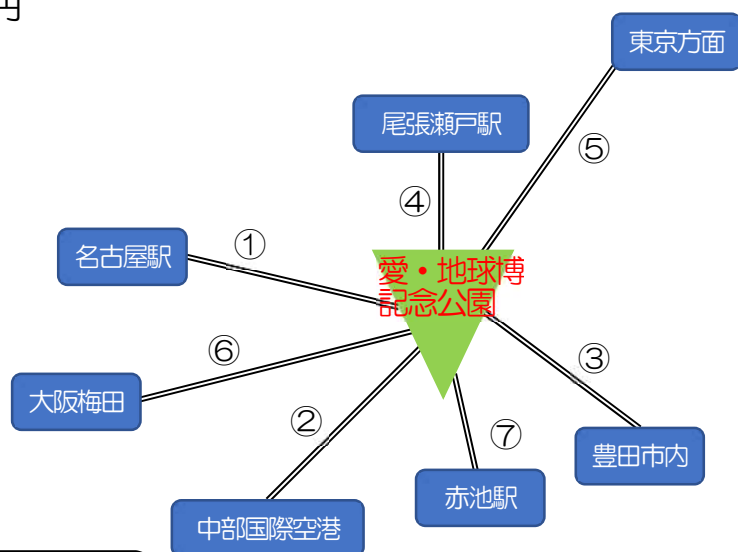 円
東京方面
尾張瀬戸駅
⑤
④
名古屋駅
①
愛・地球博
記念公園
⑥
③
大阪梅田
②
⑦
豊田市内
赤池駅
中部国際空港